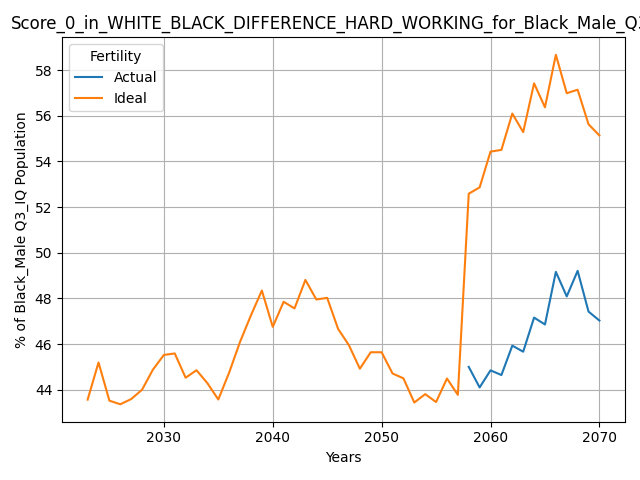 Score_0_in_WHITE_BLACK_DIFFERENCE_HARD_WORKING_for_Black_Male_Q3
Fertility
Actual
Ideal
% of Black_Male Q3_IQ Population
58
56
54
52
50
48
46
44
2030 2040 2050 2060 2070
Years